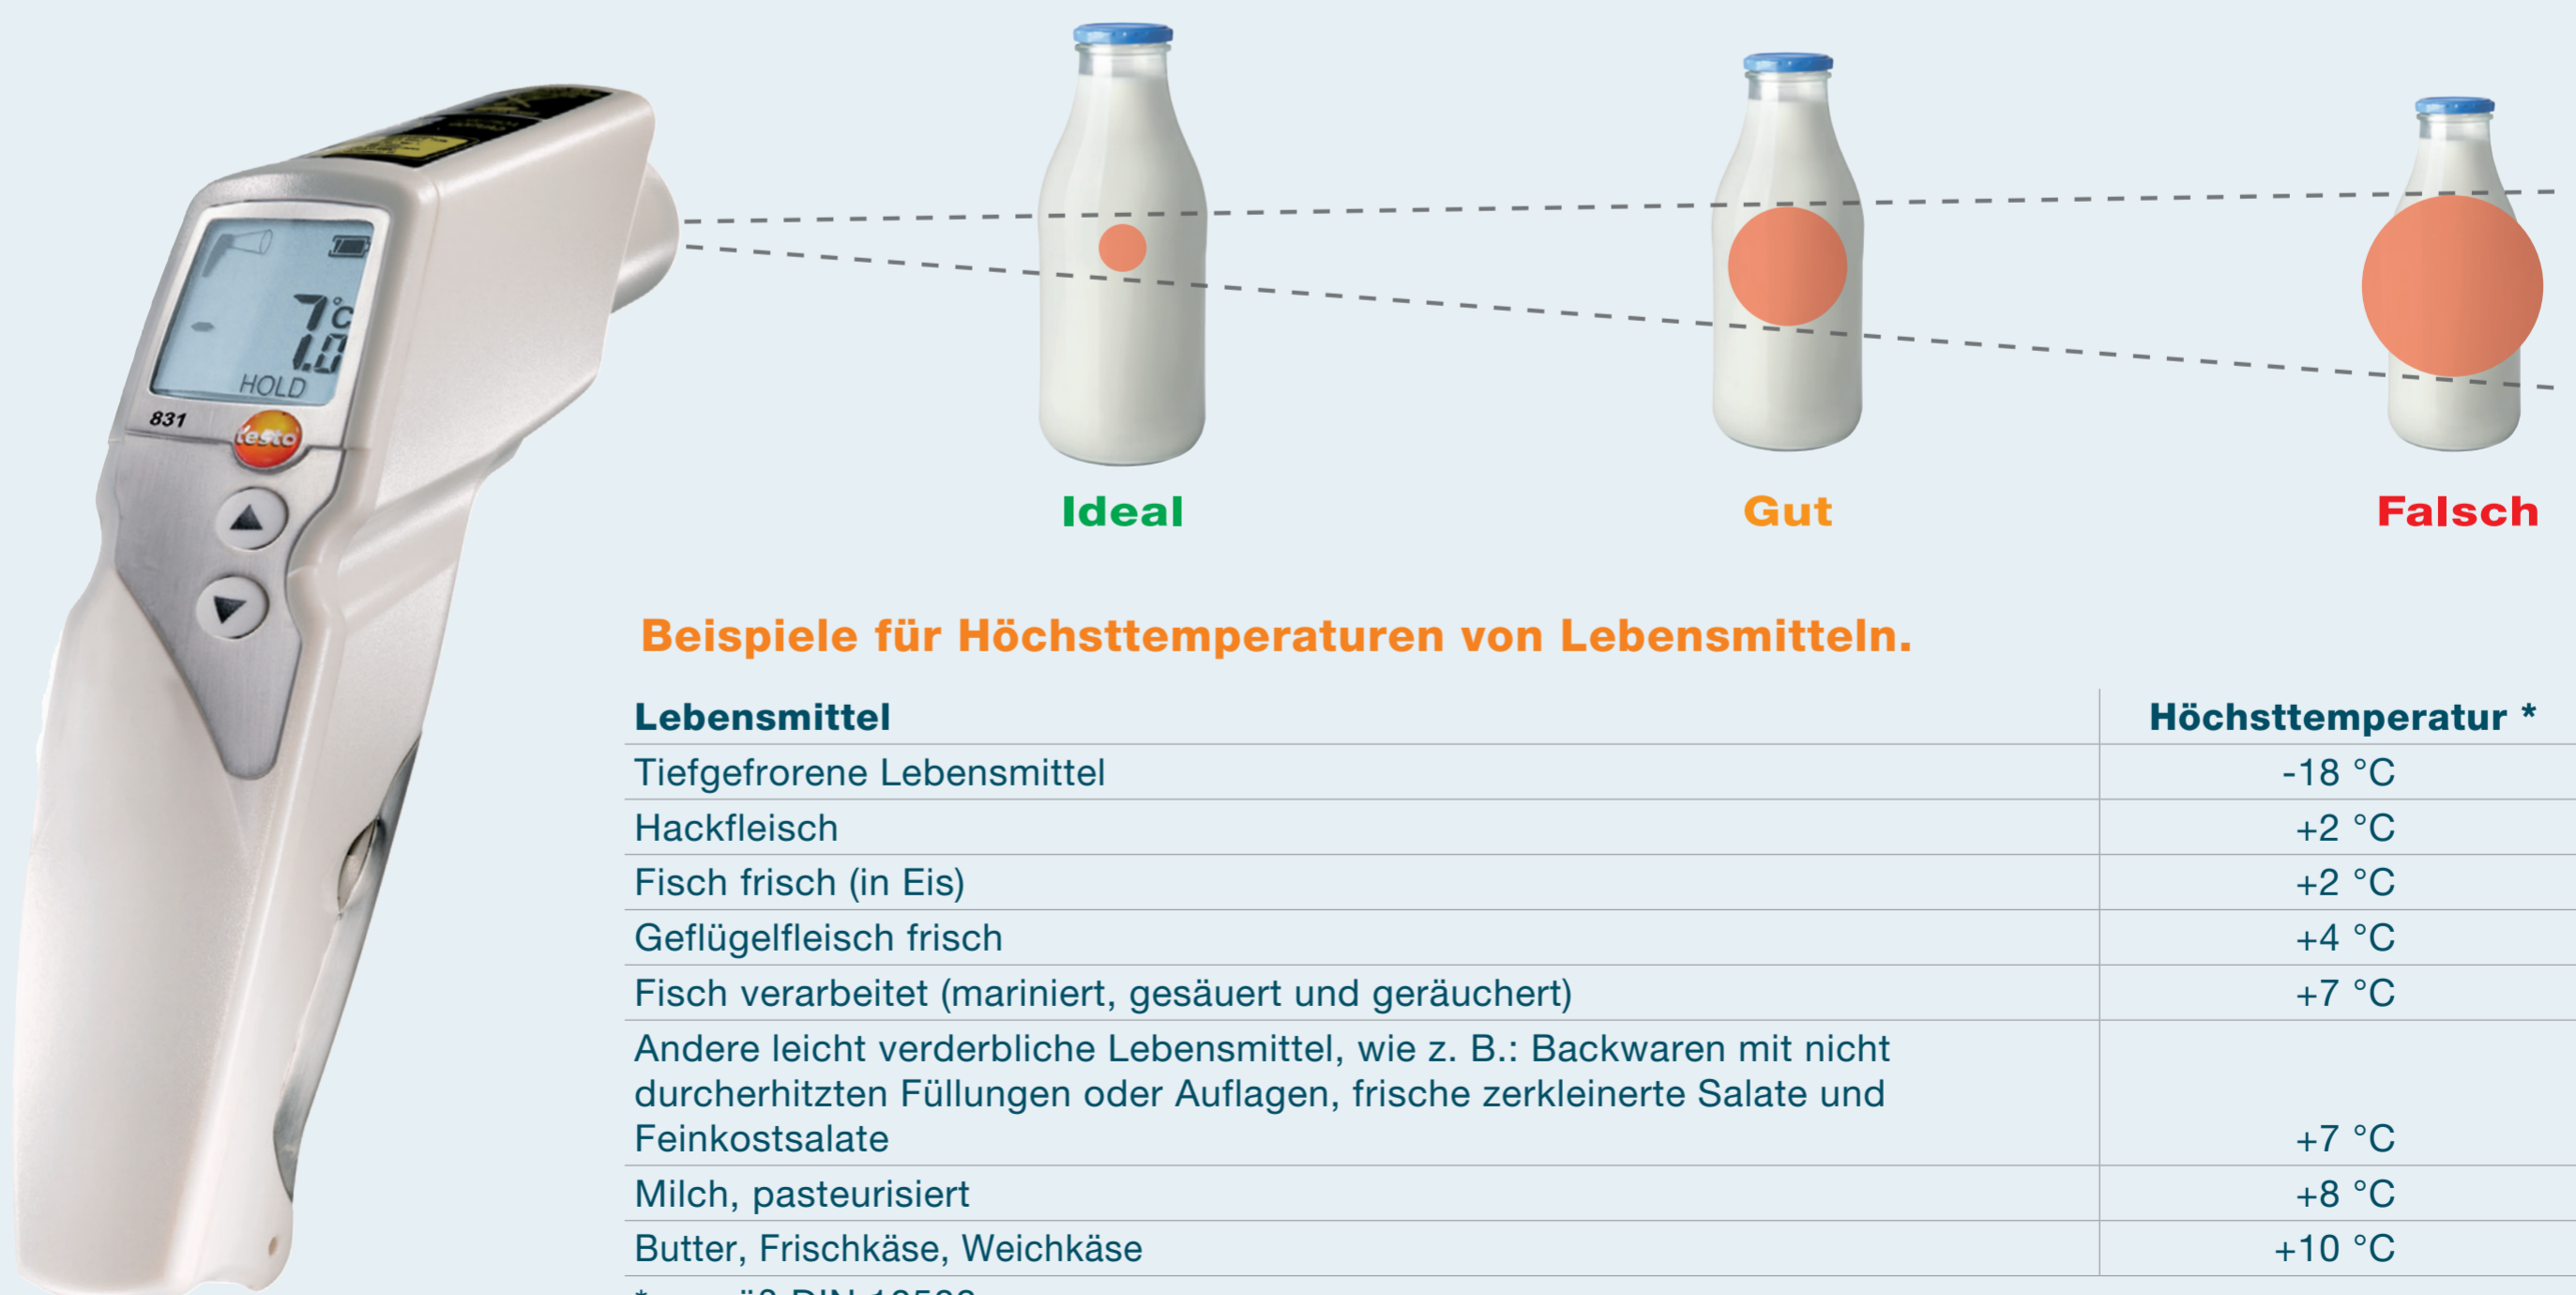 7°C
1.0
HOLD
831
testo
Ideal
Gut
Falsch
Beispiele für Höchsttemperaturen von Lebensmitteln.
Lebensmittel Höchsttemperatur *
Tiefgefrorene Lebensmittel -18 °C
Hackfleisch +2 °C
Fisch frisch (in Eis) +2 °C
Geflügelfleisch frisch +4 °C
Fisch verarbeitet (mariniert, gesäuert und geräuchert) +7 °C
Andere leicht verderbliche Lebensmittel, wie z. B.: Backwaren mit nicht
durcherhitzten Füllungen oder Auflagen, frische zerkleinerte Salate und
Feinkostsalate +7 °C
Milch, pasteurisiert +8 °C
Butter, Frischkäse, Weichkäse +10 °C